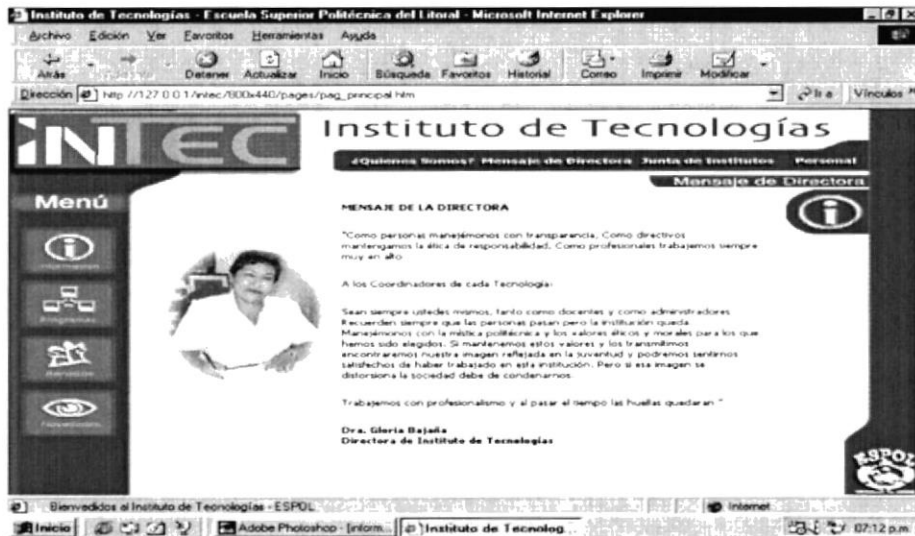 Instituto de Tecnologías - Escuela Superior Politécnica del Litoral - Microsoft Internet Explorer
Archivo Edición Ver Favoritos Herramientas Ayuda
Atrás Detener Actualizar Inicio Búsqueda Favoritos Historial Correo Imprimir Modificar
Dirección http://127.0.0.1/intec/800x440/pages/pag_principal.htm Ir a Vínculos »
iNTEC Instituto de Tecnologías
¿Quienes Somos? Mensaje de Directora Junta de Institutos Personal
Mensaje de Directora
Menú
MENSAJE DE LA DIRECTORA
"Como personas manejémonos con transparencia, Como directivos
mantengamos la ética de responsabilidad, Como profesionales trabajemos siempre
muy en alto
A los Coordinadores de cada Tecnología:
Sean siempre ustedes mismos, tanto como docentes y como administradores
Recuerden siempre que las personas pasan pero la institución queda
Manejémonos con la mística politécnica y los valores éticos y morales para los que
hemos sido elegidos. Si mantenemos estos valores y los transmitimos
encontraremos nuestra imagen reflejada en la juventud y podremos sentirnos
satisfechos de haber trabajado en esta institución. Pero si esa imagen se
distorsiona la sociedad debe de condenarnos
Trabajemos con profesionalismo y al pasar el tiempo las huellas quedaran "
Dra. Gloria Bajaña
Directora de Instituto de Tecnologías
Información
Programas
Servicios
ESPOL
Bienvedidos al Instituto de Tecnologías - ESPOL Internet
Inicio Adobe Photoshop - [inform... Instituto de Tecnolog... 07:12 p.m.